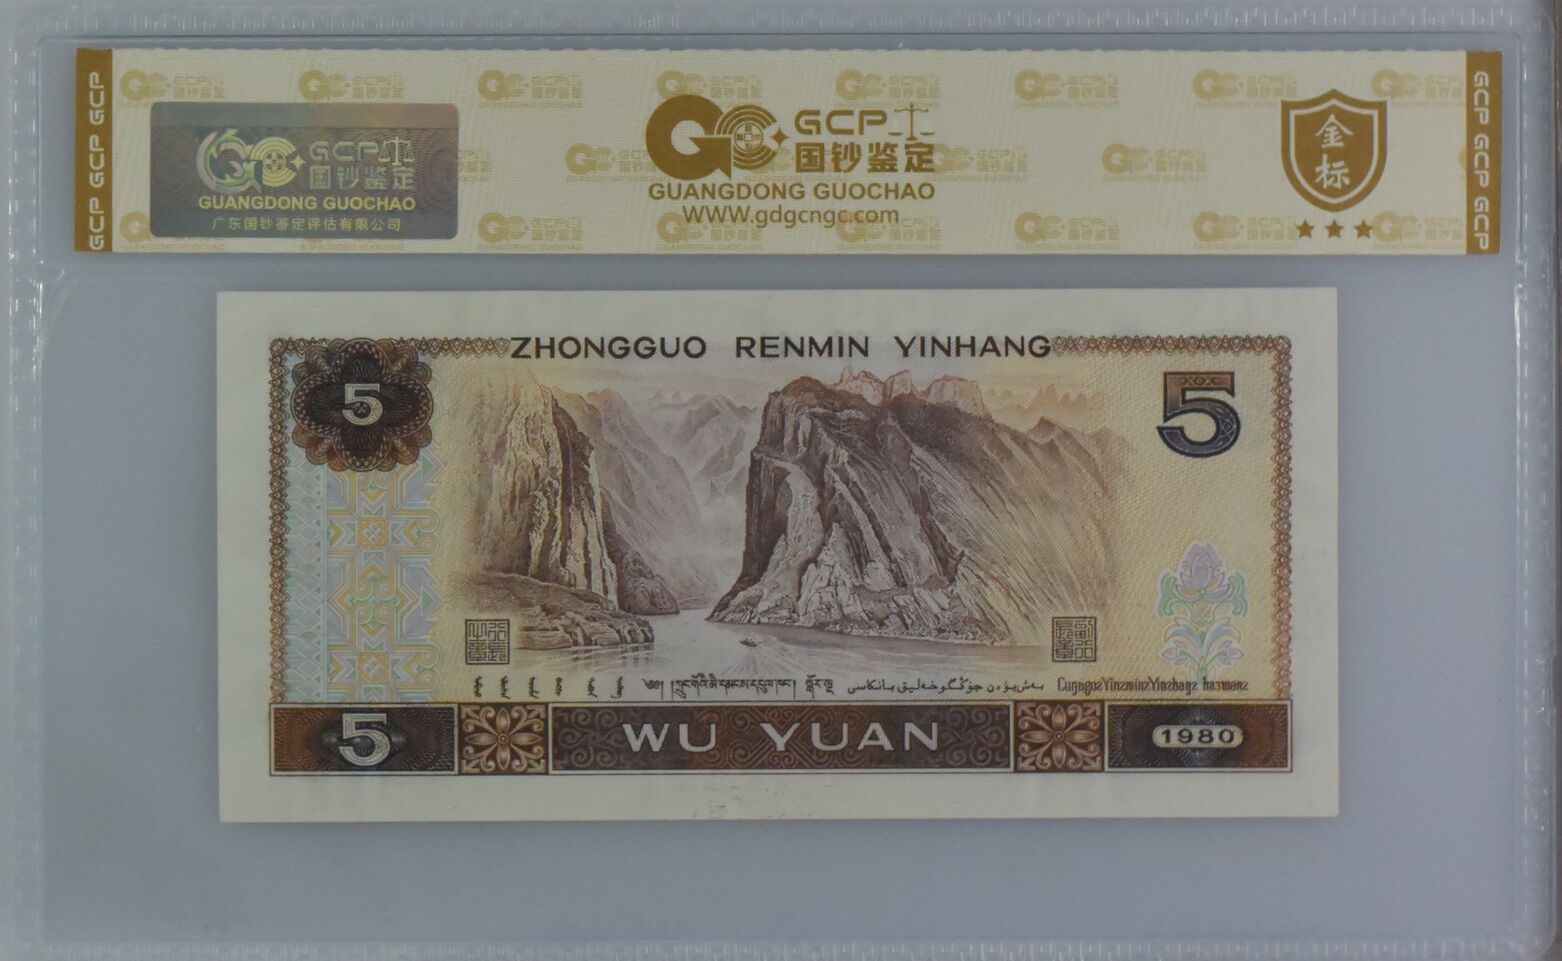 GCP GCP GCP
GCP 国钞鉴定
GUANGDONG GUOCHAO
广东国钞鉴定评估有限公司
GCP
国钞鉴定
GUANGDONG GUOCHAO
WWW.gdgcngc.com
金标
GCP GCP GCP
ZHONGGUO RENMIN YINHANG
5
5
5
WU YUAN
1980